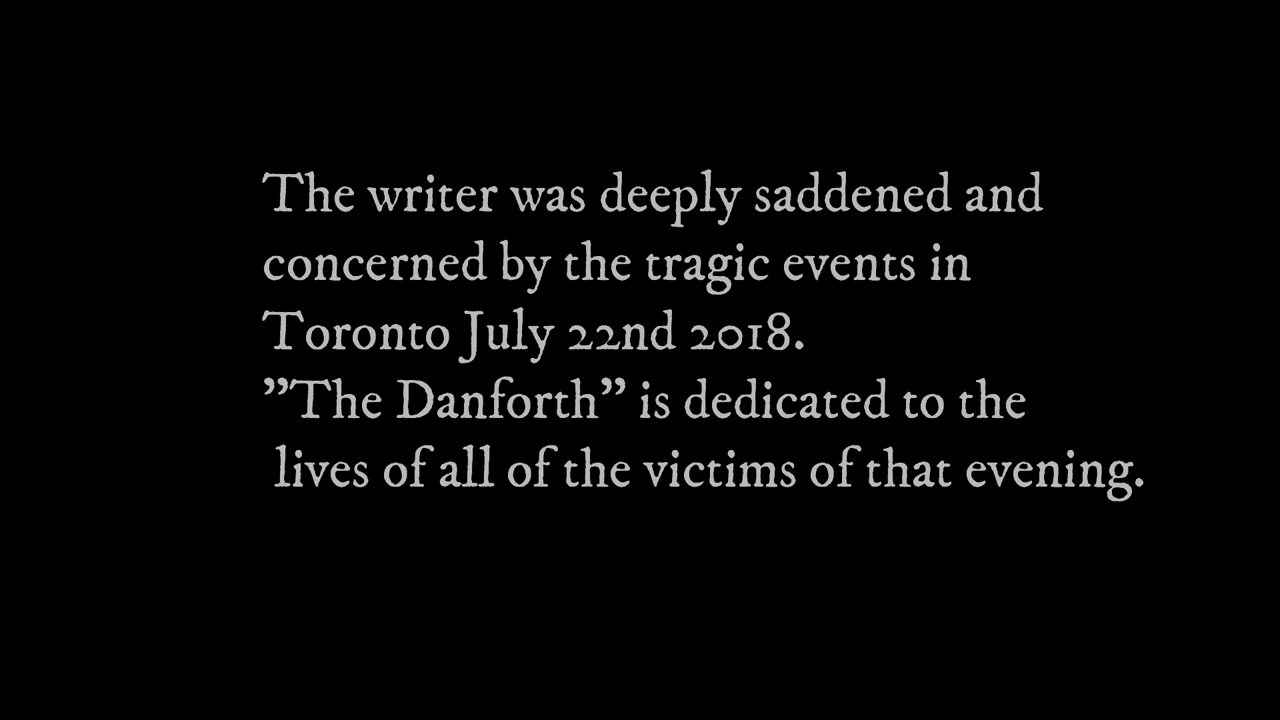 The writer was deeply saddened and
concerned by the tragic events in
Toronto July 22nd 2018.
”The Danforth” is dedicated to the
lives of all of the victims of that evening.